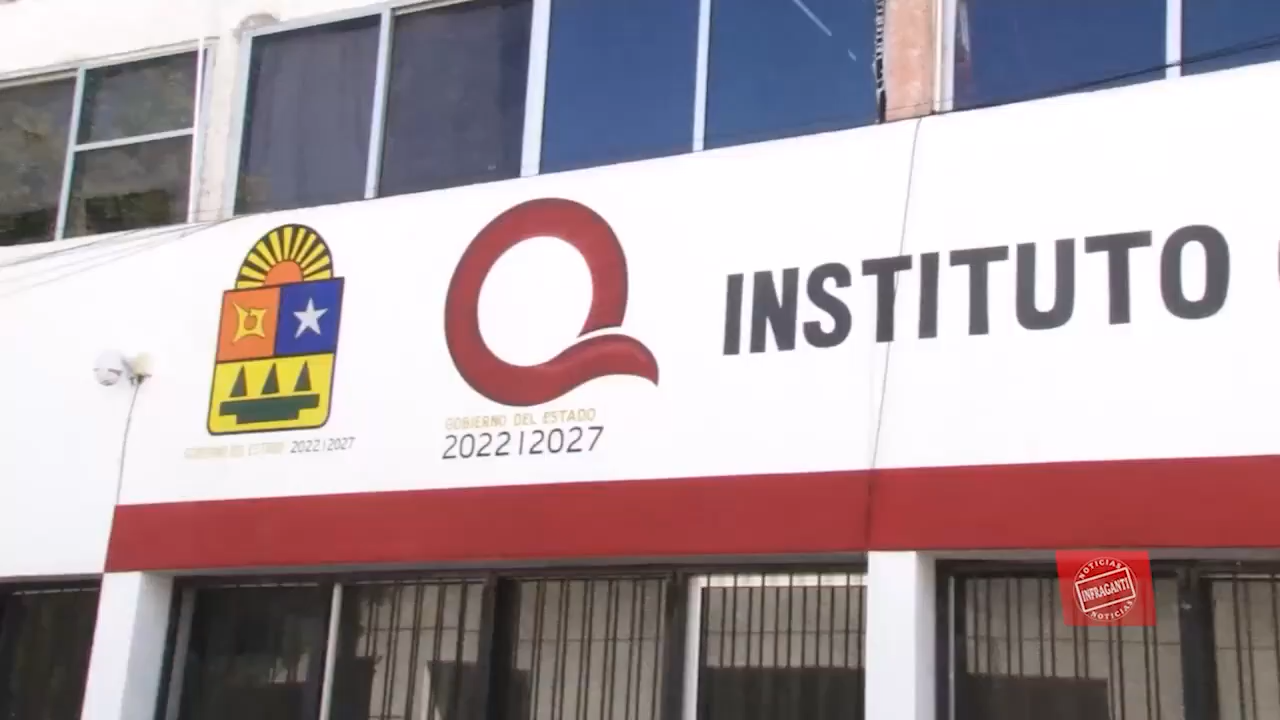 INSTITUTO
GOBIERNO DEL ESTADO 2022|2027
GOBIERNO DEL ESTADO
2022|2027
NOTICIAS
INFRAGANTI
NOTICIAS